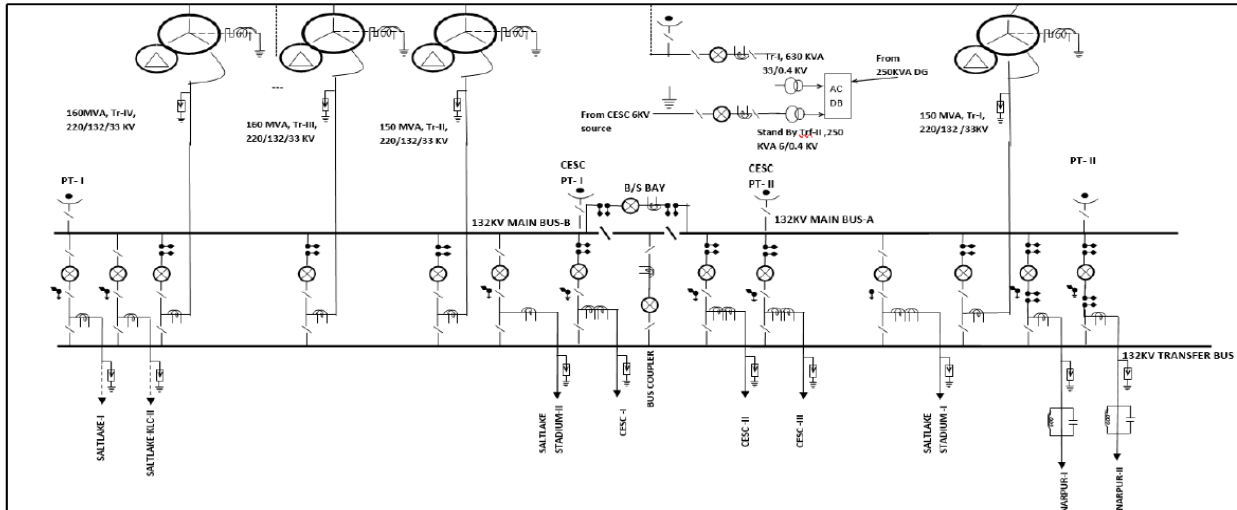 Tr-I, 630 KVA
33/0.4 KV
From
250KVA DG
AC
DB
160MVA, Tr-IV,
220/132/33 KV
160 MVA, Tr-III,
220/132/33 KV
150 MVA, Tr-II,
220/132/33 KV
From CESC 6KV
source
Stand By Trf-II ,250
KVA 6/0.4 KV
150 MVA, Tr-I,
220/132 /33KV
PT- I
CESC
PT- I
B/S BAY
CESC
PT- II
PT- II
132KV MAIN BUS-B
132KV MAIN BUS-A
132KV TRANSFER BUS
SALTLAKE-I
SALTLAKE-KLC-II
SALTLAKE
STADIUM-II
CESC -I
BUS COUPLER
CESC -II
CESC -III
SALTLAKE
STADIUM -I
NARPUR-I
NARPUR-II